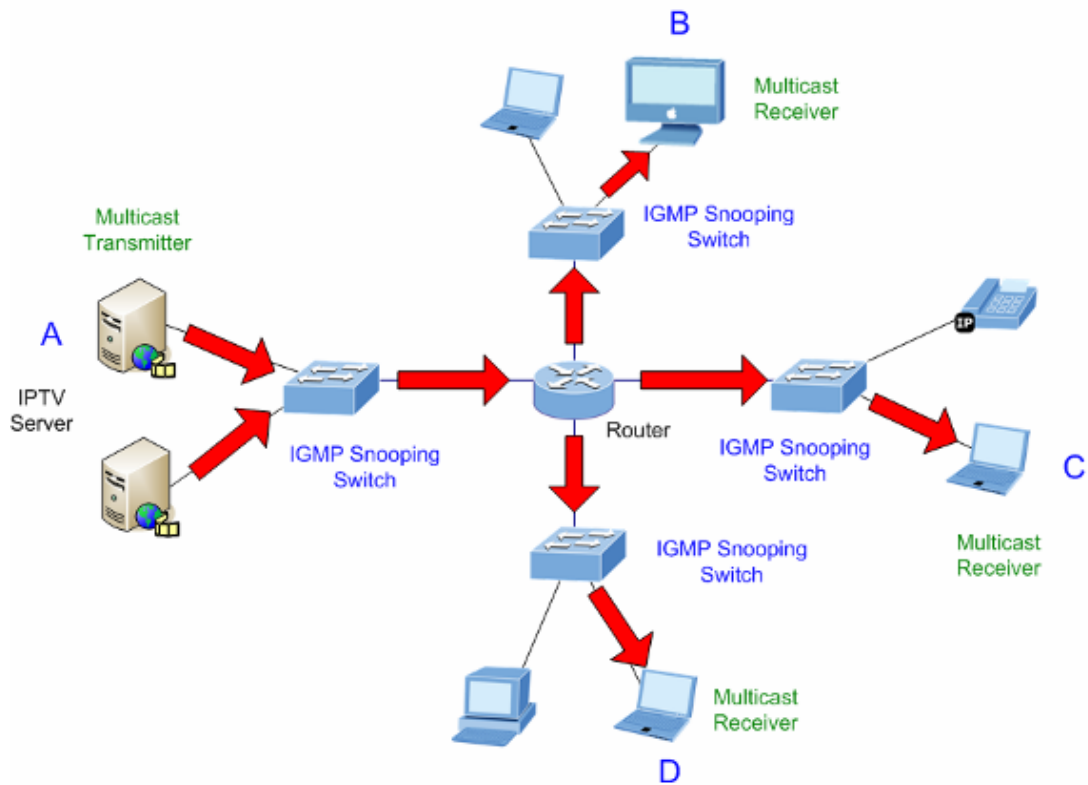 B
Multicast
Receiver
IGMP Snooping
Switch
Multicast
Transmitter
A
IPTV
Server
IGMP Snooping
Switch
Router
IP
IGMP Snooping
Switch
C
Multicast
Receiver
IGMP Snooping
Switch
Multicast
Receiver
D